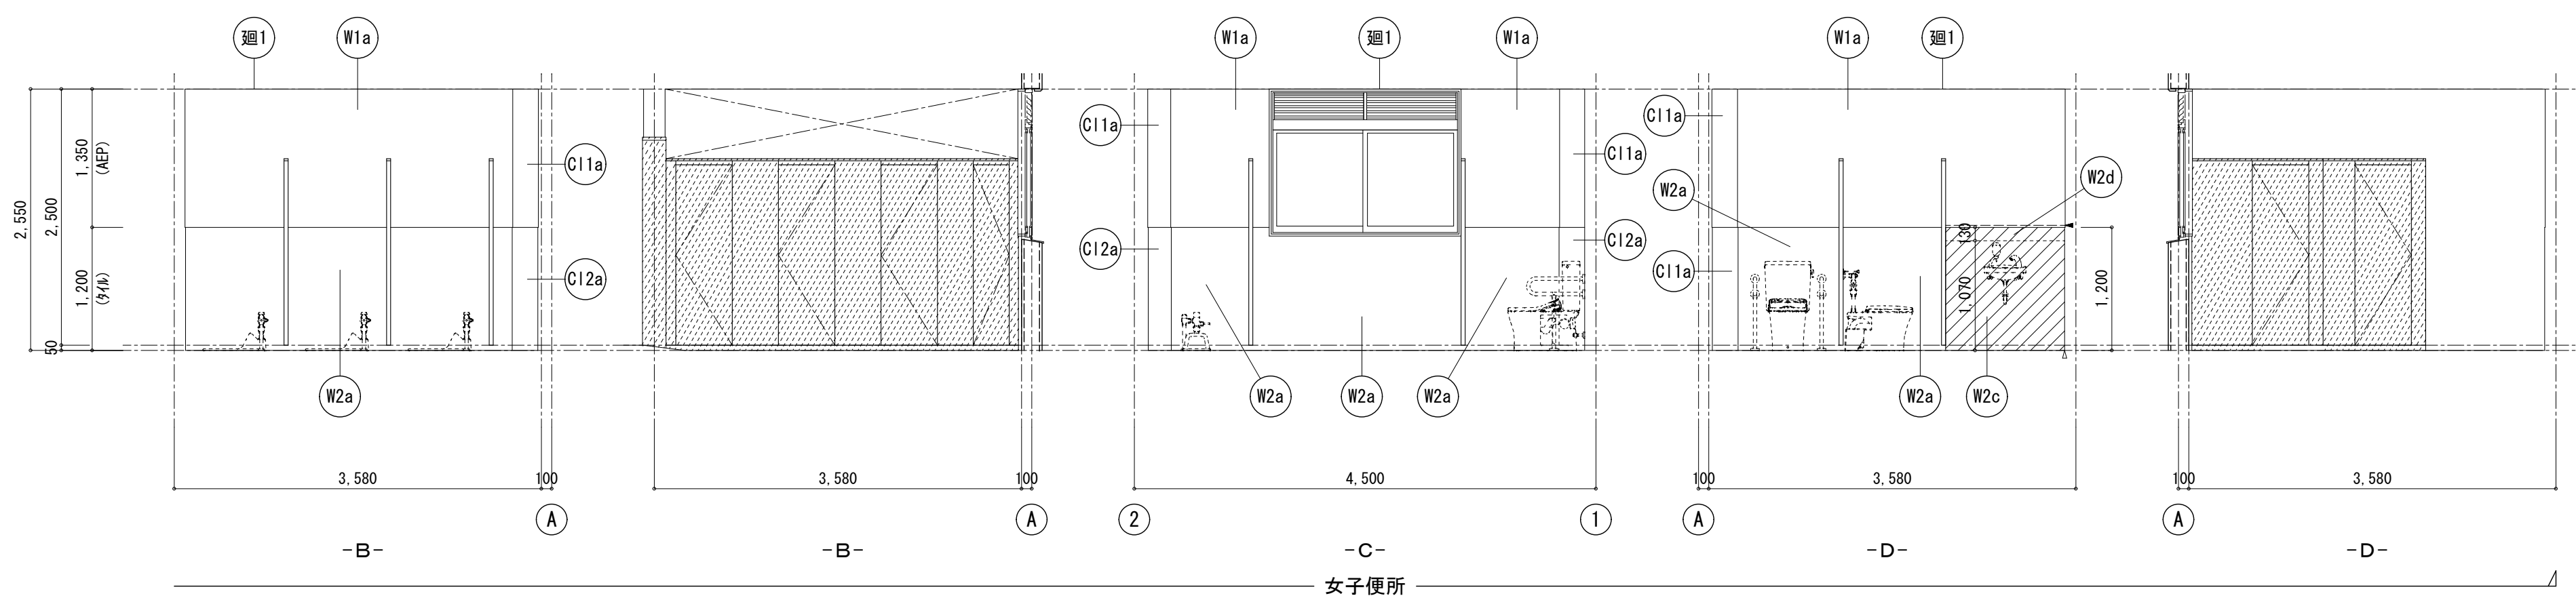 廻1 W1a W1a 廻1 W1a W1a 廻1
Cl1a Cl1a Cl1a Cl1a
W2a W2d
Cl2a Cl2a Cl2a Cl1a
2,550
2,500
50
1,350
(AEP)
1,200
(タイル)
130
1,070
1,200
W2a W2a W2a W2a W2a W2c
3,580 100 3,580 100 4,500 100 3,580 100 3,580
A A 2 1 A A
-B- -B- -C- -D- -D-
女子便所